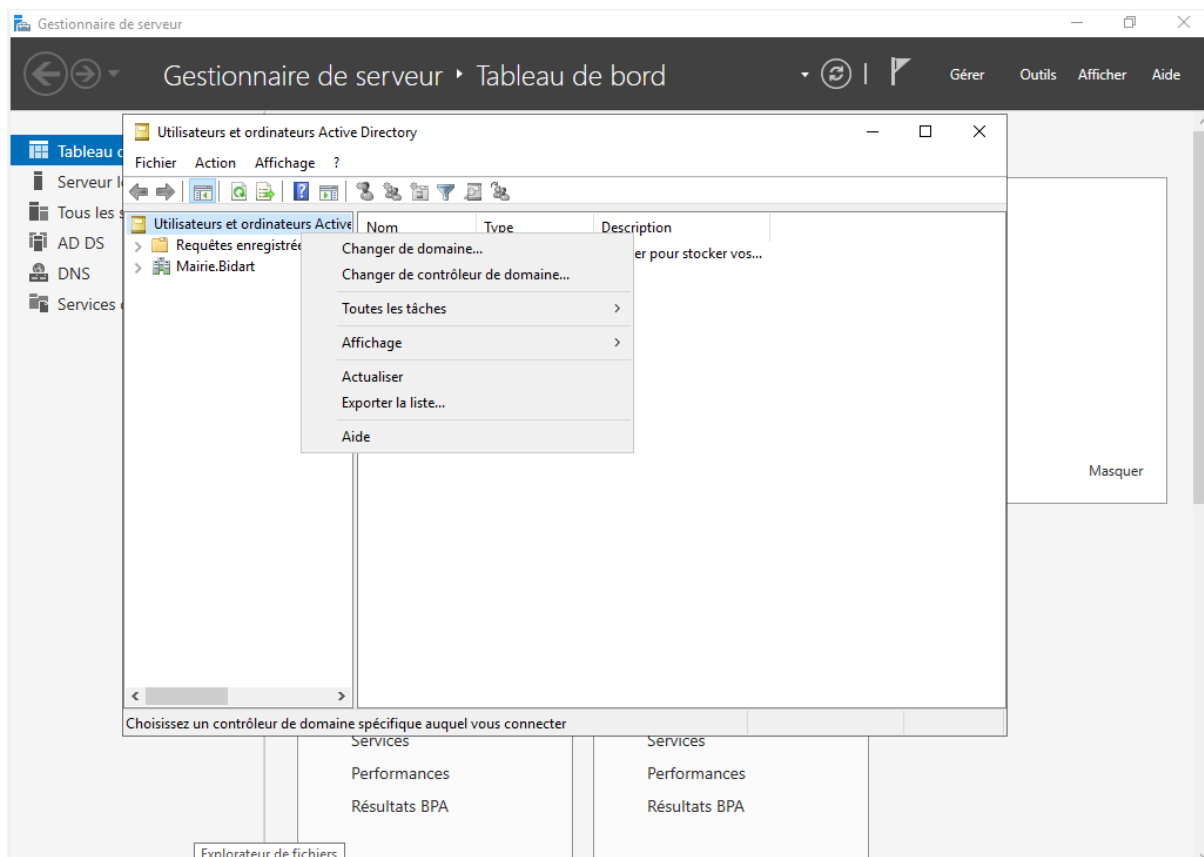 Gestionnaire de serveur
Gestionnaire de serveur ‣ Tableau de bord
Gérer Outils Afficher Aide
Utilisateurs et ordinateurs Active Directory
Fichier Action Affichage ?
Tableau
Serveur
Tous les
AD DS
DNS
Services
Utilisateurs et ordinateurs Active
Requêtes
Mairie.Bidart
Nom Type Description
pour stocker vos...
Changer de domaine...
Changer de contrôleur de domaine...
Toutes les tâches
Affichage
Actualiser
Exporter la liste...
Aide
Masquer
Choisissez un contrôleur de domaine spécifique auquel vous connecter
Services Services
Performances Performances
Résultats BPA Résultats BPA
Explorateur de fichiers